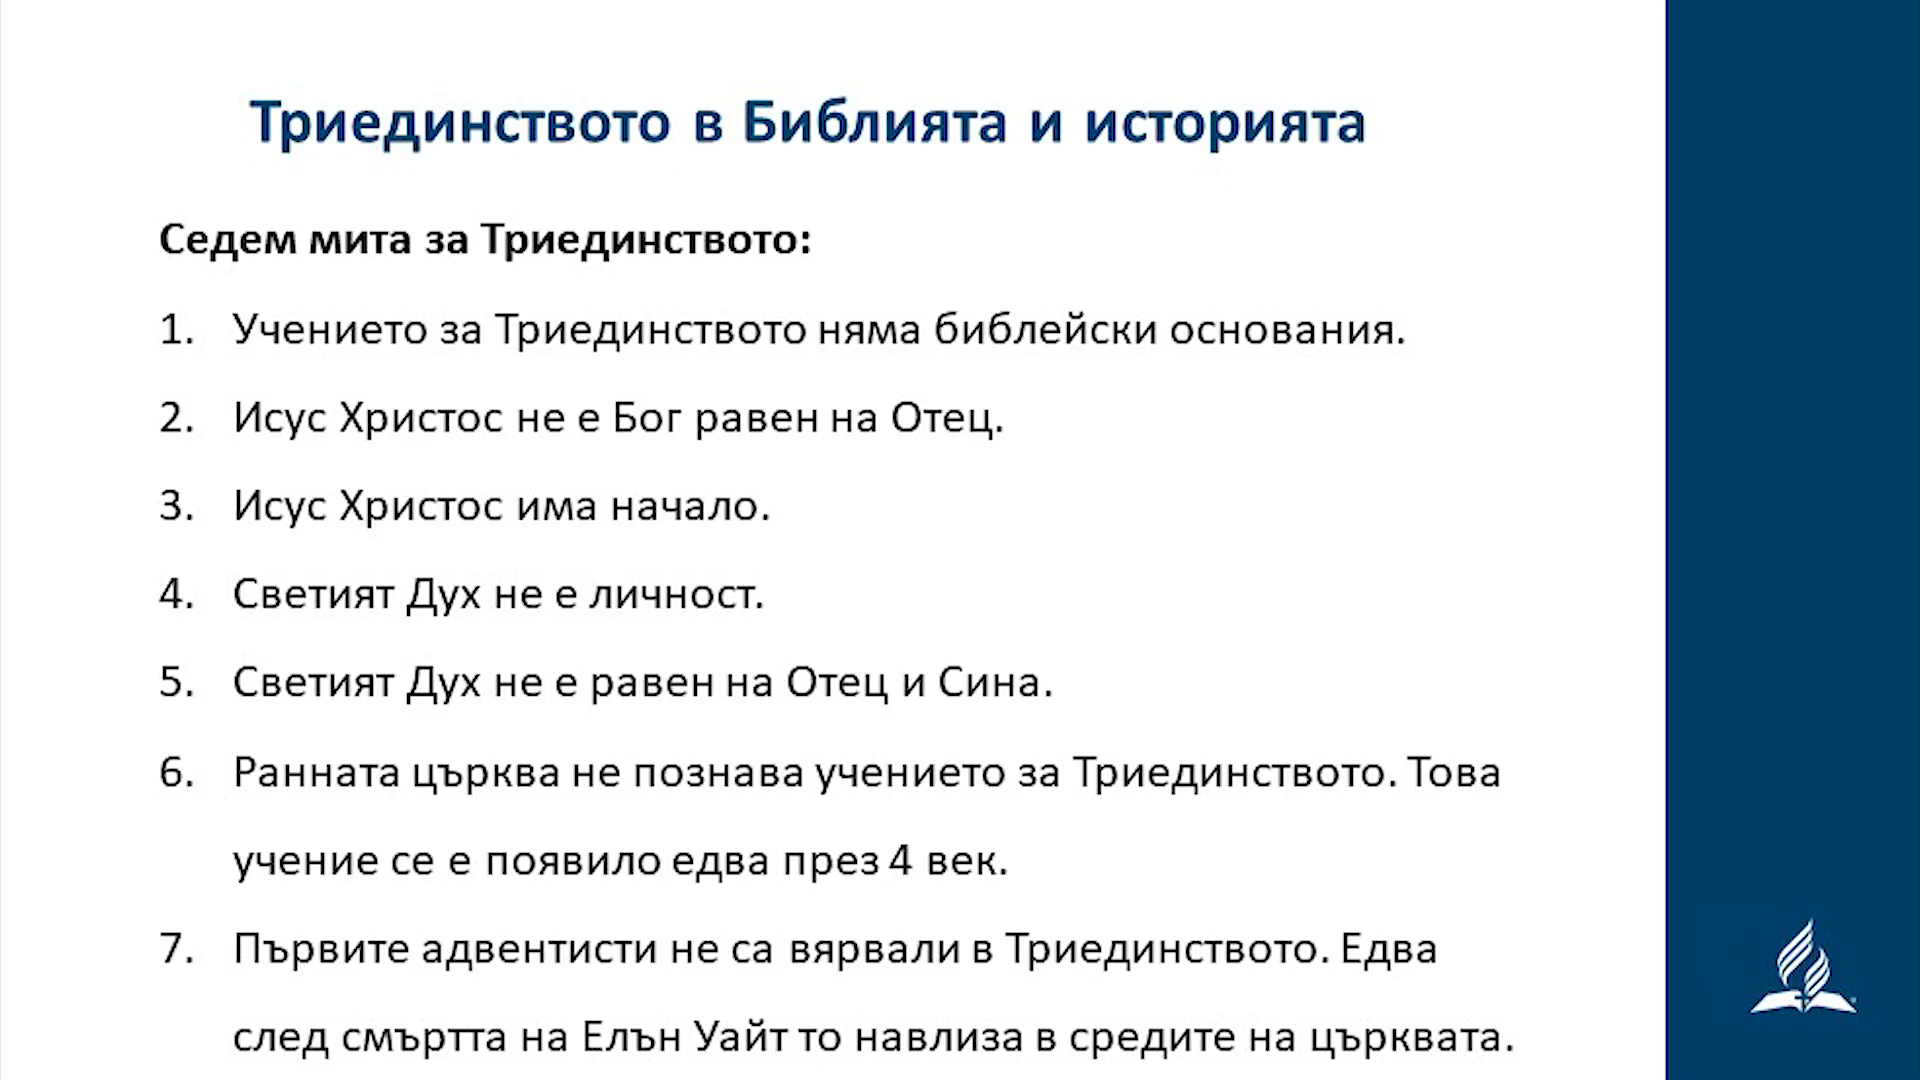 Триединството в Библията и историята
Седем мита за Триединството:
1. Учението за Триединството няма библейски основания.
2. Исус Христос не е Бог равен на Отец.
3. Исус Христос има начало.
4. Светият Дух не е личност.
5. Светият Дух не е равен на Отец и Сина.
6. Ранната църква не познава учението за Триединството. Това
учение се е появило едва през 4 век.
7. Първите адвентисти не са вярвали в Триединството. Едва
след смъртта на Елън Уайт то навлиза в средите на църквата.